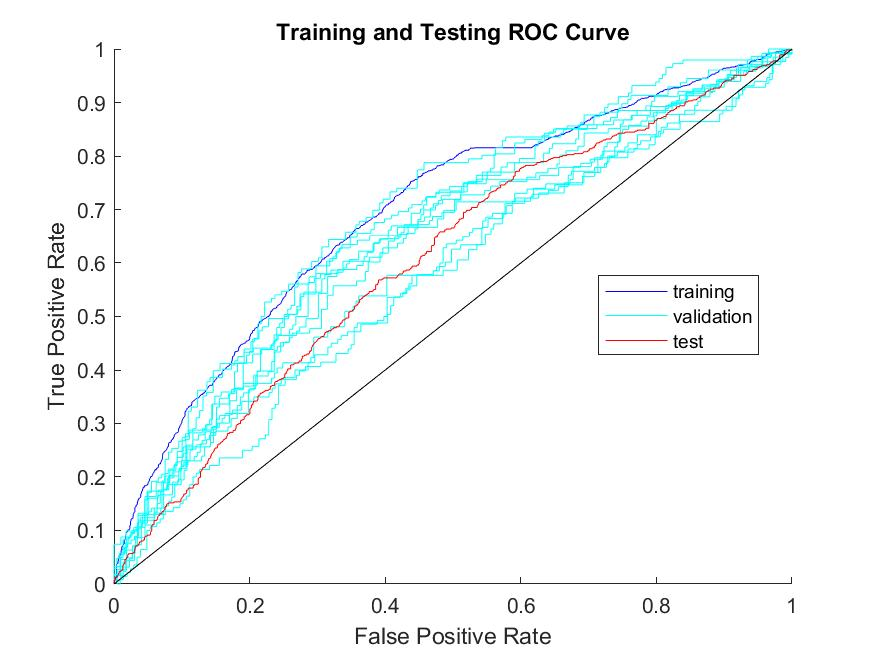 Training and Testing ROC Curve
1
0.9
0.8
0.7
0.6
0.5
0.4
0.3
0.2
0.1
0
True Positive Rate
training
validation
test
0 0.2 0.4 0.6 0.8 1
False Positive Rate